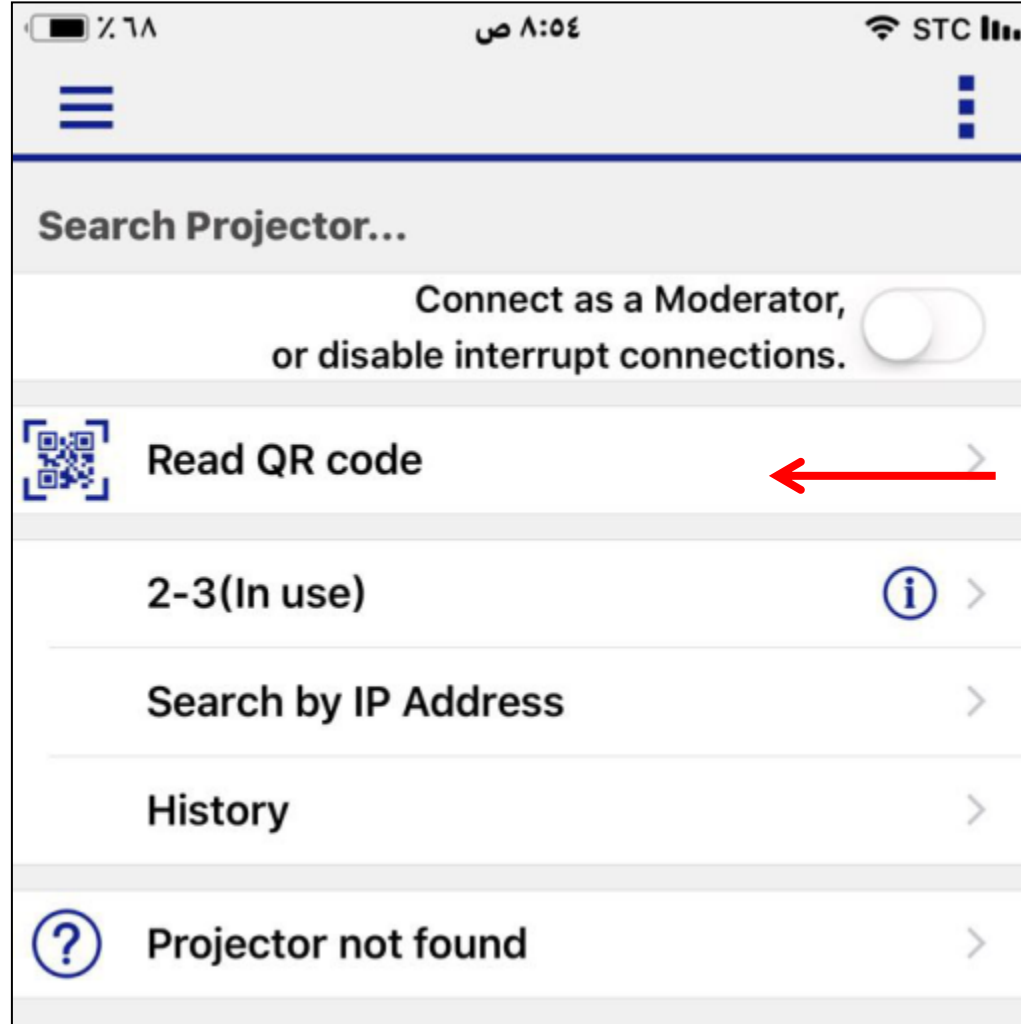 ٪ ٦٨
٨:٥٤ ص
STC
Search Projector...
Connect as a Moderator,
or disable interrupt connections.
Read QR code
2-3(In use)
i
Search by IP Address
History
?
Projector not found